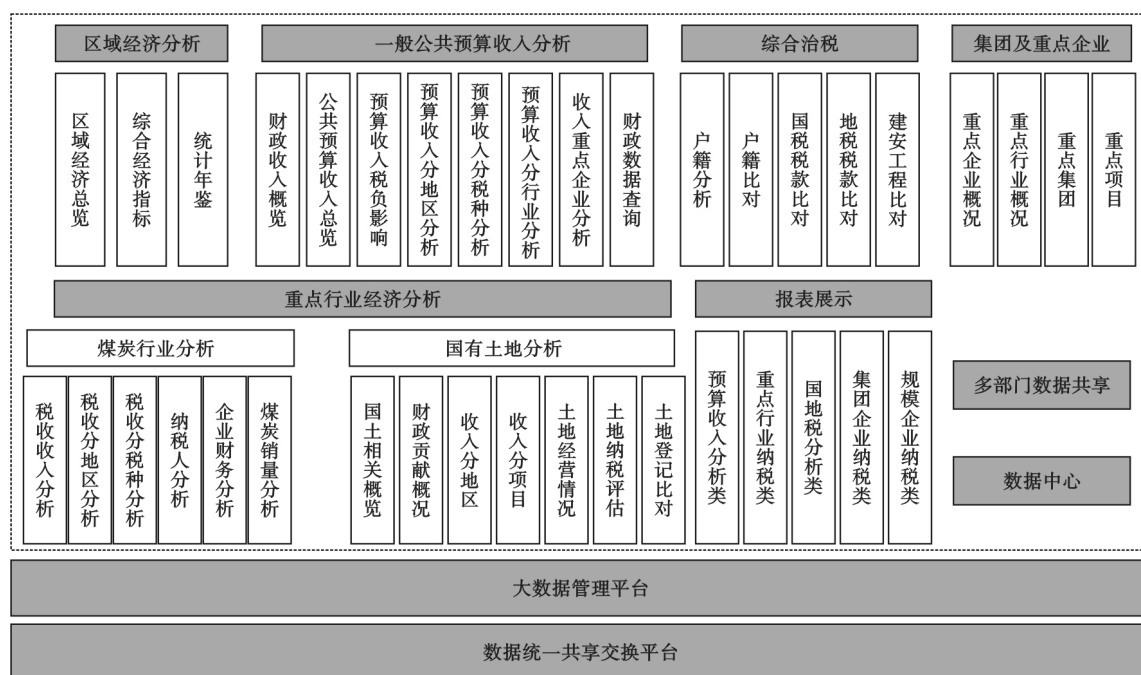 区域经济分析
区域经济总览
综合经济指标
统计年鉴
一般公共预算收入分析
财政收入概览
公共预算收入总览
预算收入税负影响
预算收入分地区分析
预算收入分税种分析
预算收入分行业分析
收入重点企业分析
财政数据查询
综合治税
户籍分析
户籍比对
国税税款比对
地税税款比对
建安工程比对
集团及重点企业
重点企业概况
重点行业概况
重点集团
重点项目
重点行业经济分析
煤炭行业分析
税收收入分析
税收分地区分析
税收分税种分析
纳税人分析
企业财务分析
煤炭销量分析
国有土地分析
国土相关概览
财政贡献概况
收入分地区
收入分项目
土地经营情况
土地纳税评估
土地登记比对
报表展示
预算收入分析类
重点行业纳税类
国地税分析类
集团企业纳税类
规模企业纳税类
多部门数据共享
数据中心
大数据管理平台
数据统一共享交换平台